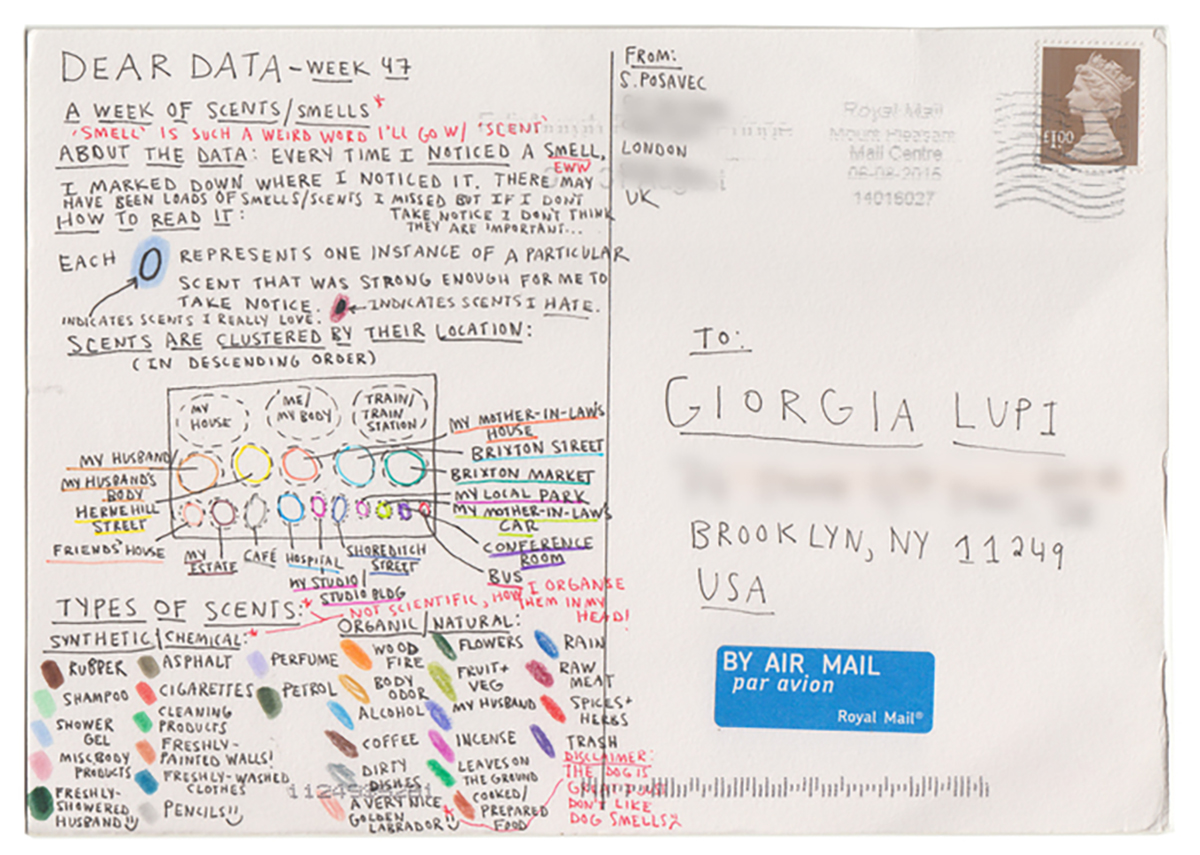 DEAR DATA - WEEK 47
A WEEK OF SCENTS/SMELLS*
'SMELL' IS SUCH A WEIRD WORD I'LL GO W/ 'SCENT'
ABOUT THE DATA: EVERY TIME I NOTICED A SMELL,
EWW
I MARKED DOWN WHERE I NOTICED IT. THERE MAY
HAVE BEEN LOADS OF SMELLS/SCENTS I MISSED BUT IF I DON'T
TAKE NOTICE I DON'T THINK
THEY ARE IMPORTANT...
HOW TO READ IT:
EACH O REPRESENTS ONE INSTANCE OF A PARTICULAR
SCENT THAT WAS STRONG ENOUGH FOR ME TO
TAKE NOTICE. ← INDICATES SCENTS I HATE.
INDICATES SCENTS I REALLY LOVE.
SCENTS ARE CLUSTERED BY THEIR LOCATION:
(IN DESCENDING ORDER)
MY
HOUSE
ME/
MY BODY
TRAIN/
TRAIN
STATION
MY HUSBAND/
MY HUSBAND'S
BODY
HERNE HILL
STREET
FRIENDS' HOUSE
MY
ESTATE
CAFÉ
HOSPITAL
MY STUDIO/
STUDIO BLDG
SHOREDITCH
STREET
MY MOTHER-IN-LAW'S
HOUSE
BRIXTON STREET
BRIXTON MARKET
MY LOCAL PARK
MY MOTHER-IN-LAW'S
CAR
CONFERENCE
ROOM
BUS
TYPES OF SCENTS:*
NOT SCIENTIFIC, HOW I ORGANSE
THEM IN MY
HEAD!
SYNTHETIC/CHEMICAL:*
RUBBER
SHAMPOO
SHOWER
GEL
MISC. BODY
PRODUCTS
FRESHLY-
SHOWERED
HUSBAND
ASPHALT
CIGARETTES
CLEANING
PRODUCTS
FRESHLY-
PAINTED WALLS!
FRESHLY-WASHED
CLOTHES
PENCILS!!
PERFUME
PETROL
ORGANIC/NATURAL:
WOOD
FIRE
BODY
ODOR
ALCOHOL
COFFEE
DIRTY
DISHES
A VERY NICE
GOLDEN
LABRADOR
FLOWERS
FRUIT+
VEG
MY HUSBAND
INCENSE
LEAVES ON
THE GROUND
COOKED/
PREPARED
FOOD
RAIN
RAW
MEAT
SPICES+
HERBS
TRASH
DISCLAIMER:
THE DOG IS
GREAT I JUST
DON'T LIKE
DOG SMELLS
FROM:
S. POSAVEC
LONDON
UK
Royal Mail
Mount Pleasant
Mail Centre
06-08-2015
14016027
£1.00
TO:
GIORGIA LUPI
BROOKLYN, NY 11249
USA
BY AIR MAIL
par avion
Royal Mail®